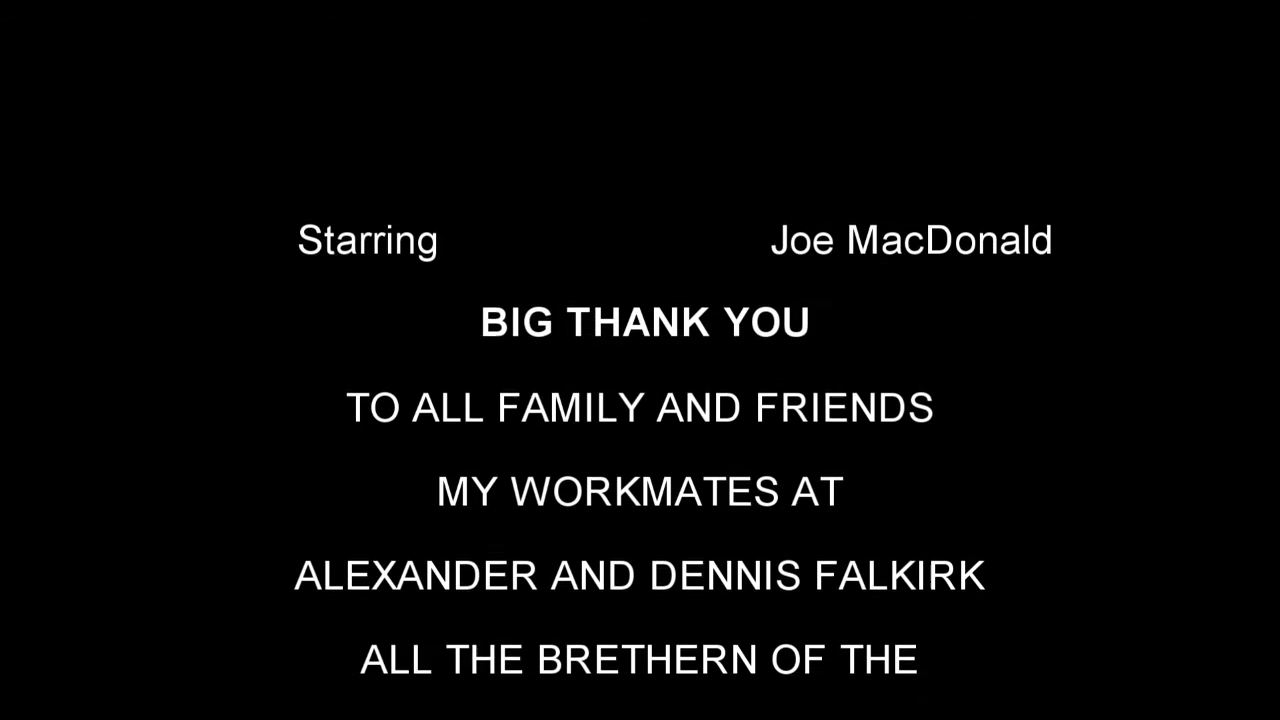 Starring Joe MacDonald
BIG THANK YOU
TO ALL FAMILY AND FRIENDS
MY WORKMATES AT
ALEXANDER AND DENNIS FALKIRK
ALL THE BRETHERN OF THE